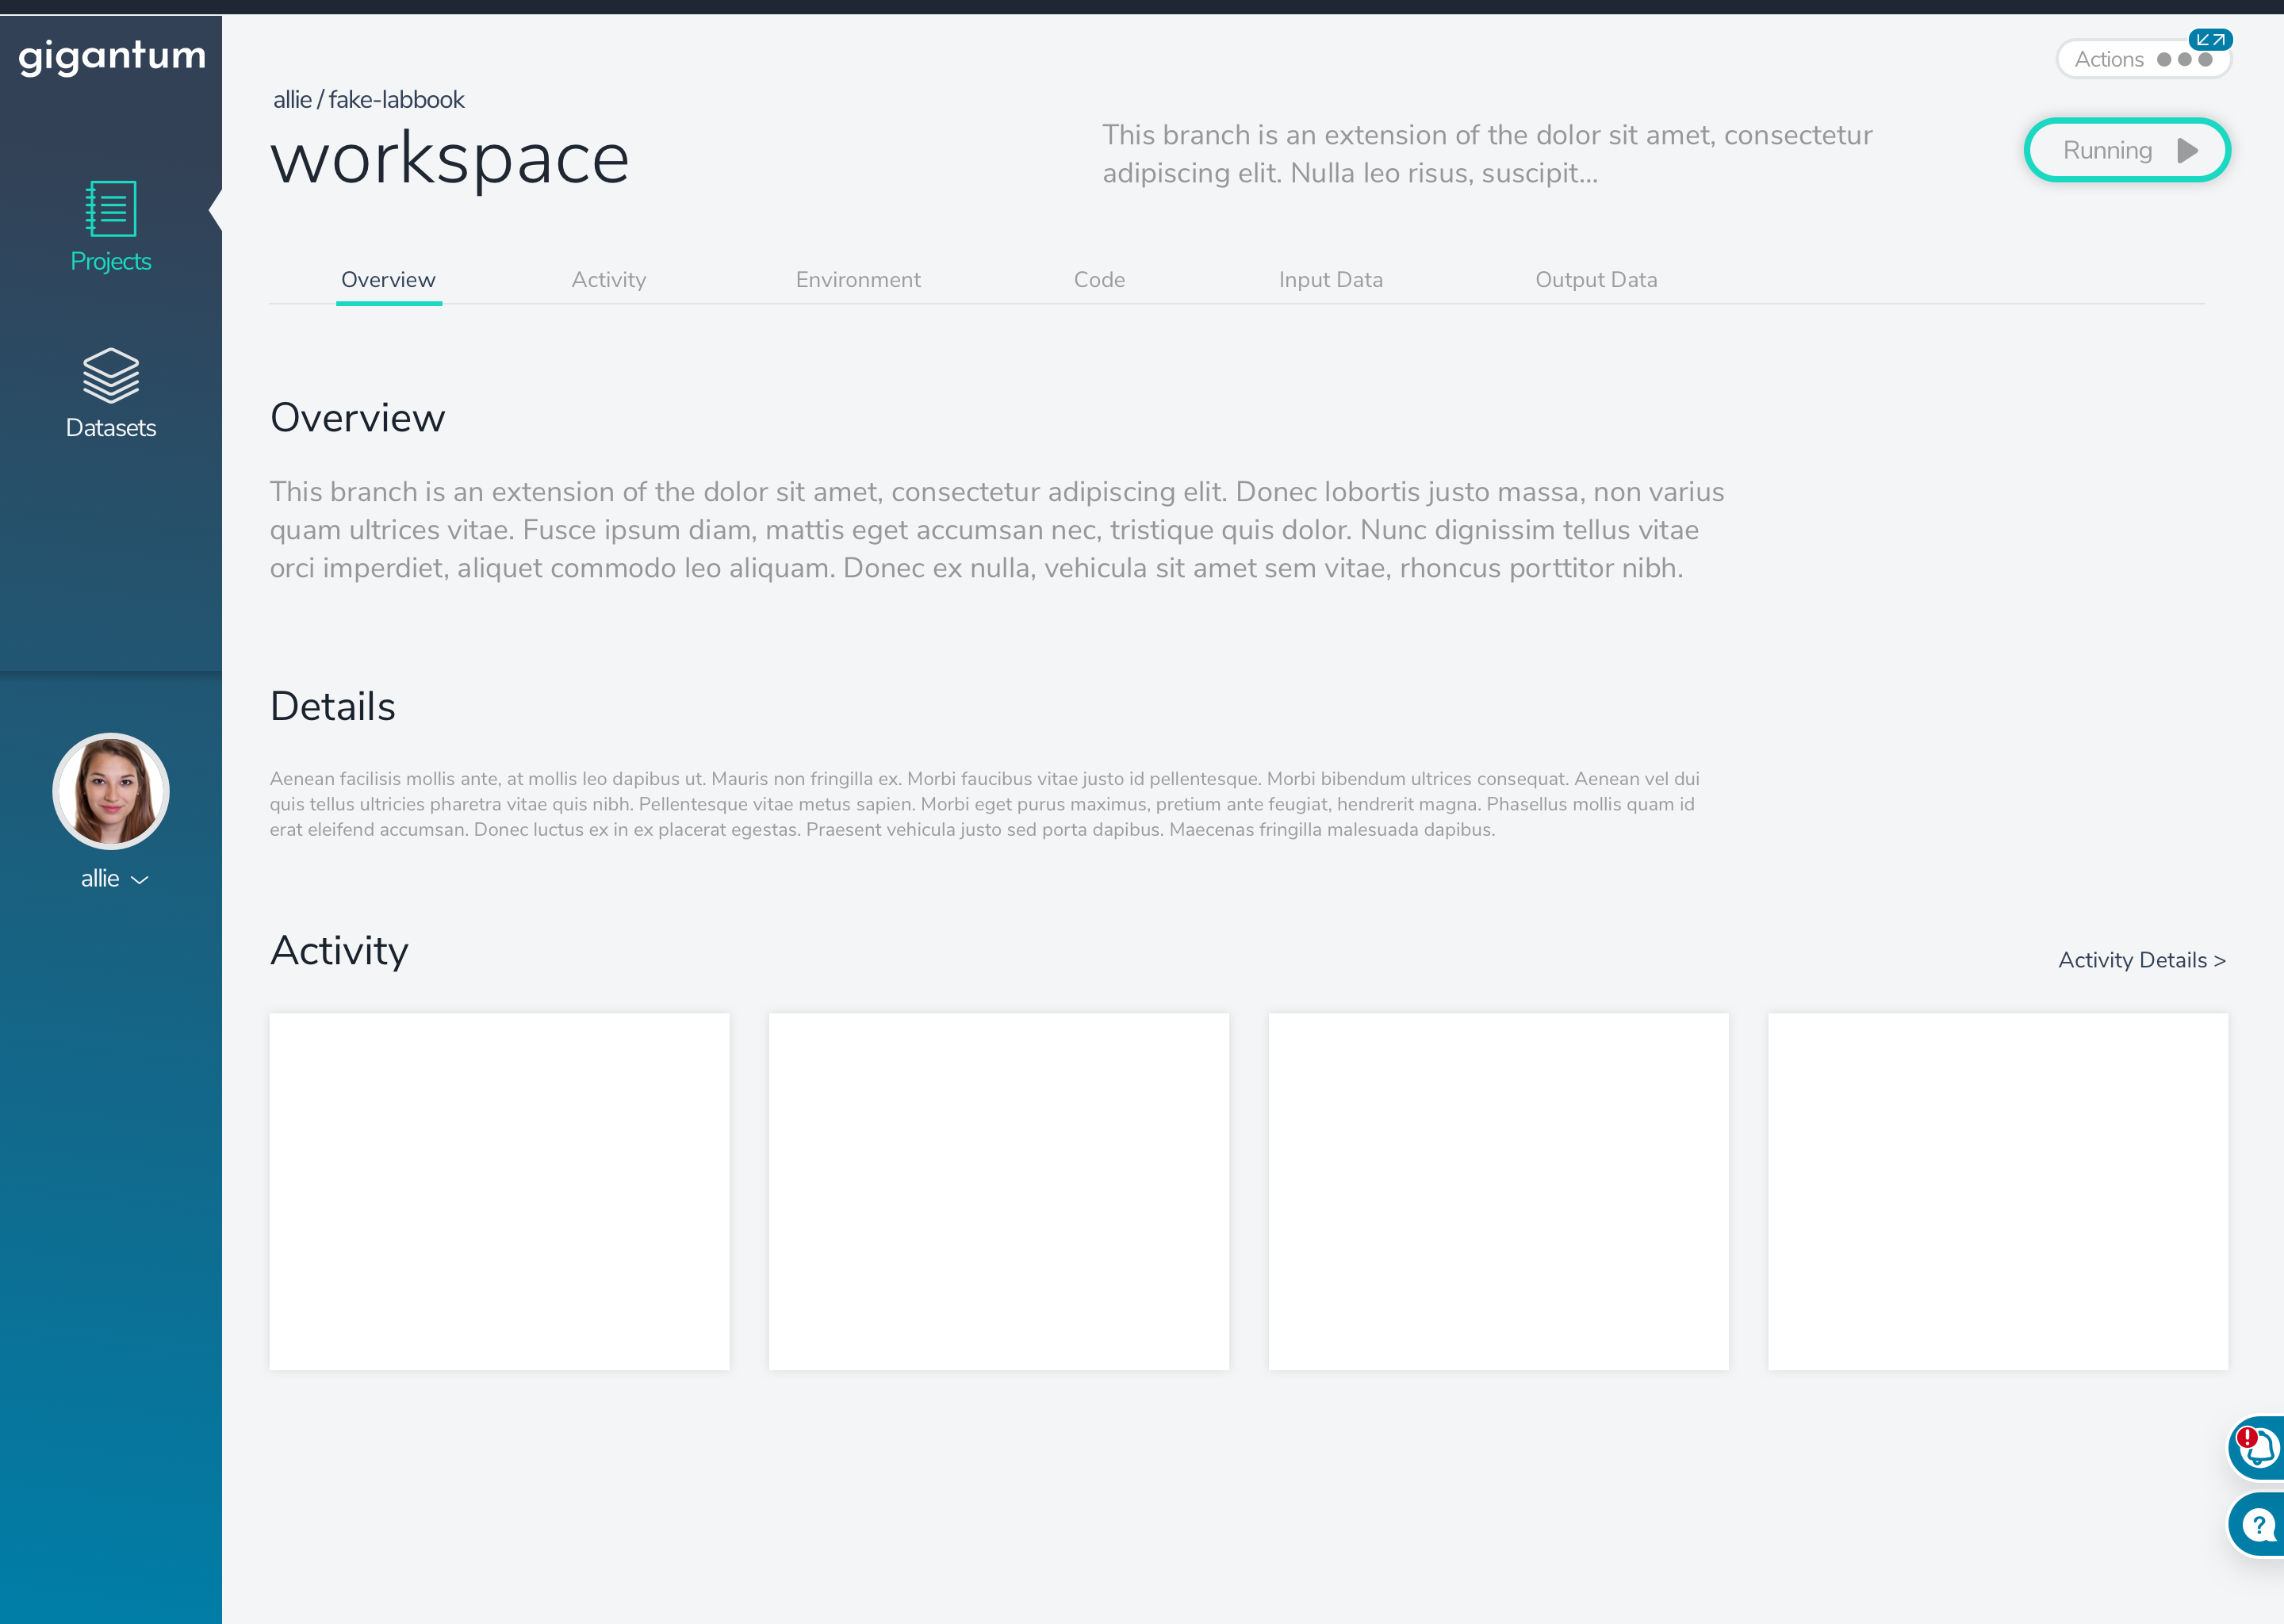 gigantum
Projects
Datasets
allie
Actions
allie / fake-labbook
workspace
This branch is an extension of the dolor sit amet, consectetur
adipiscing elit. Nulla leo risus, suscipit...
Running
Overview
Activity
Environment
Code
Input Data
Output Data
Overview
This branch is an extension of the dolor sit amet, consectetur adipiscing elit. Donec lobortis justo massa, non varius
quam ultrices vitae. Fusce ipsum diam, mattis eget accumsan nec, tristique quis dolor. Nunc dignissim tellus vitae
orci imperdiet, aliquet commodo leo aliquam. Donec ex nulla, vehicula sit amet sem vitae, rhoncus porttitor nibh.
Details
Aenean facilisis mollis ante, at mollis leo dapibus ut. Mauris non fringilla ex. Morbi faucibus vitae justo id pellentesque. Morbi bibendum ultrices consequat. Aenean vel dui
quis tellus ultricies pharetra vitae quis nibh. Pellentesque vitae metus sapien. Morbi eget purus maximus, pretium ante feugiat, hendrerit magna. Phasellus mollis quam id
erat eleifend accumsan. Donec luctus ex in ex placerat egestas. Praesent vehicula justo sed porta dapibus. Maecenas fringilla malesuada dapibus.
Activity
Activity Details >
!
?